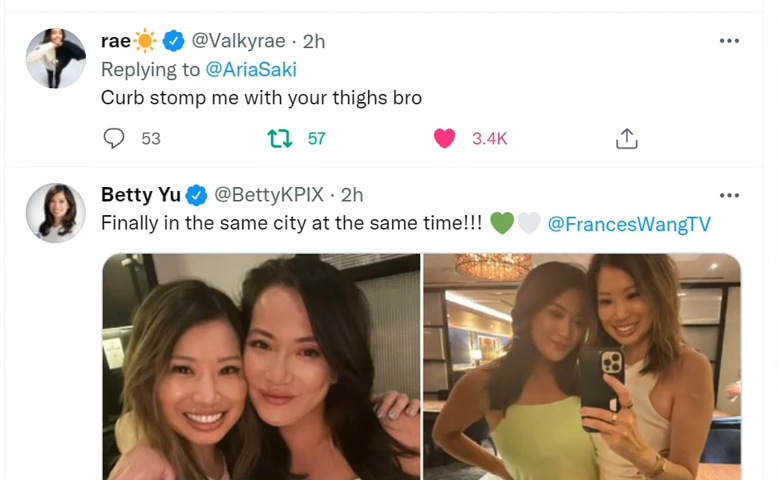 rae☀️ @Valkyrae · 2h
Replying to @AriaSaki
Curb stomp me with your thighs bro
53 57 3.4K
Betty Yu @BettyKPIX · 2h
Finally in the same city at the same time!!! 💚🤍 @FrancesWangTV